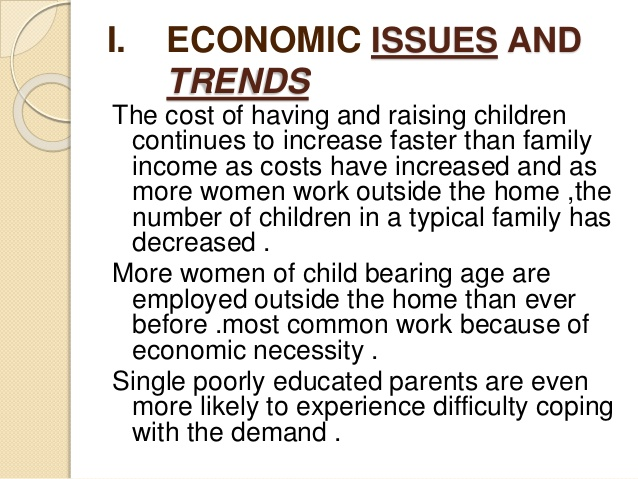 I. ECONOMIC ISSUES AND
TRENDS
The cost of having and raising children
continues to increase faster than family
income as costs have increased and as
more women work outside the home ,the
number of children in a typical family has
decreased .
More women of child bearing age are
employed outside the home than ever
before .most common work because of
economic necessity .
Single poorly educated parents are even
more likely to experience difficulty coping
with the demand .